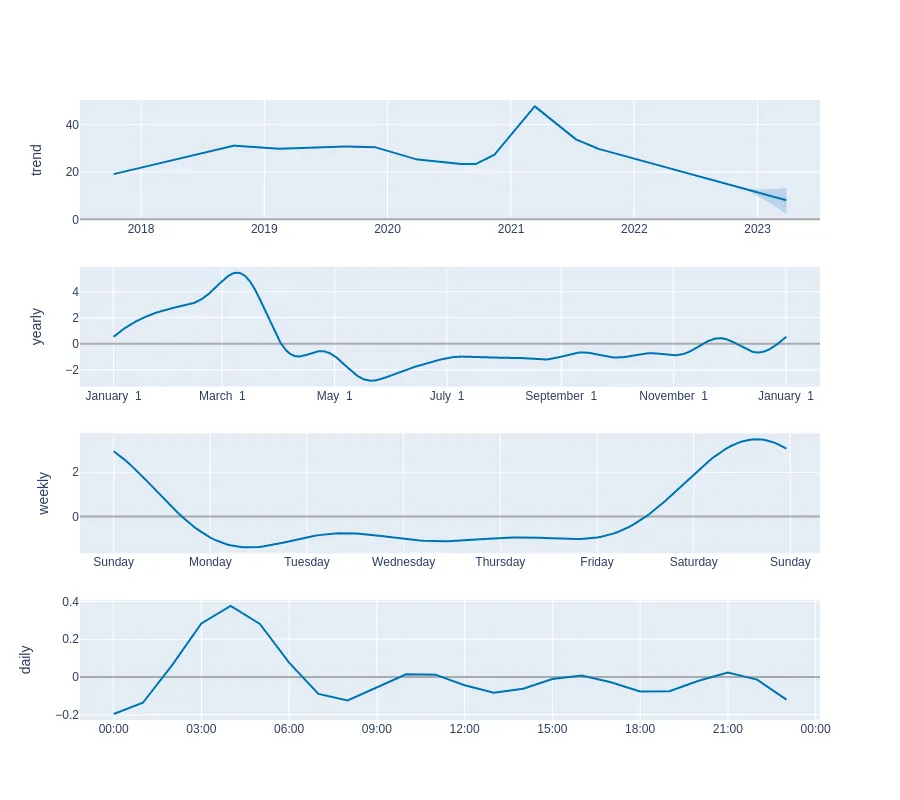 trend
40
20
0
2018 2019 2020 2021 2022 2023
yearly
4
2
0
−2
January 1 March 1 May 1 July 1 September 1 November 1 January 1
weekly
2
0
Sunday Monday Tuesday Wednesday Thursday Friday Saturday Sunday
daily
0.4
0.2
0
−0.2
00:00 03:00 06:00 09:00 12:00 15:00 18:00 21:00 00:00